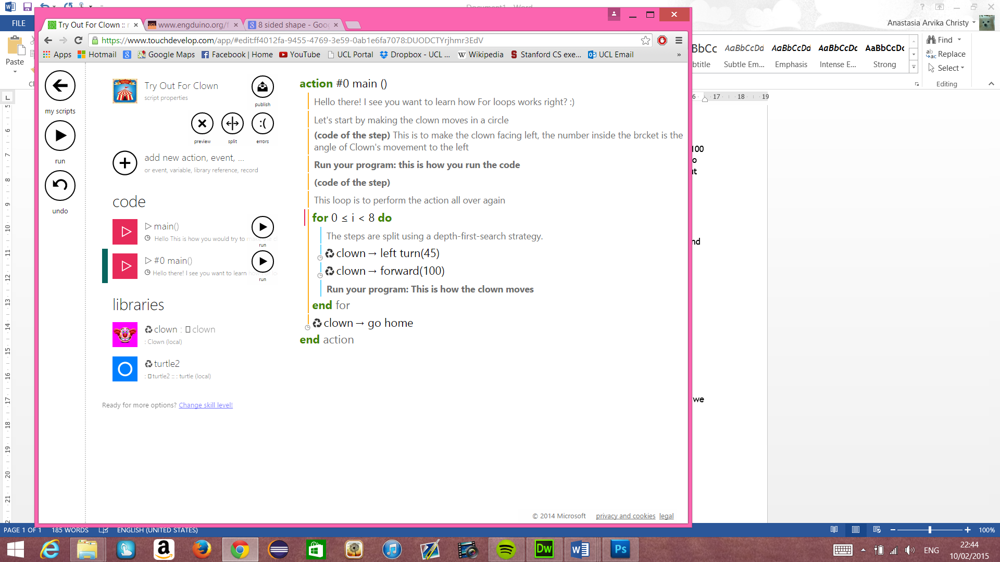 Document1 - Word
FILE
Anastasia Arvika Christy
Paste
Find
Replace
Select
Editing
AaBbCcDd AaBbCcDd AaBbCcDc AaBbCcDc
Subtle Em... Emphasis Intense E... Strong
Try Out For Clown :: r
www.engduino.org/f
8 sided shape - Goo
https://www.touchdevelop.com/app/#edit:ff4012fa-9455-4769-3e59-0ab1e6fa7078:DUODCTYrjhmr3EdV
Apps Hotmail Google Maps Facebook | Home YouTube UCL Portal Dropbox - UCL ... Wikipedia Stanford CS exe... UCL Email »
my scripts
run
undo
Try Out For Clown
script properties
publish
preview split errors
add new action, event, ...
or event, variable, library reference, record
code
main()
Hello This is how you would try to
run
#0 main()
Hello there! I see you want to learn
run
libraries
clown : clown
: Clown (local)
turtle2
: turtle2 :: : turtle (local)
Ready for more options? Change skill level!
action #0 main ()
Hello there! I see you want to learn how For loops works right? :)
Let's start by making the clown moves in a circle
(code of the step) This is to make the clown facing left, the number inside the brcket is the
angle of Clown's movement to the left
Run your program: this is how you run the code
(code of the step)
This loop is to perform the action all over again
for 0 ≤ i < 8 do
The steps are split using a depth-first-search strategy.
clown → left turn(45)
clown → forward(100)
Run your program: This is how the clown moves
end for
clown → go home
end action
© 2014 Microsoft privacy and cookies legal
we
PAGE 1 OF 1 185 WORDS ENGLISH (UNITED STATES)
100%
Dw
Ps
ENG
22:44
10/02/2015